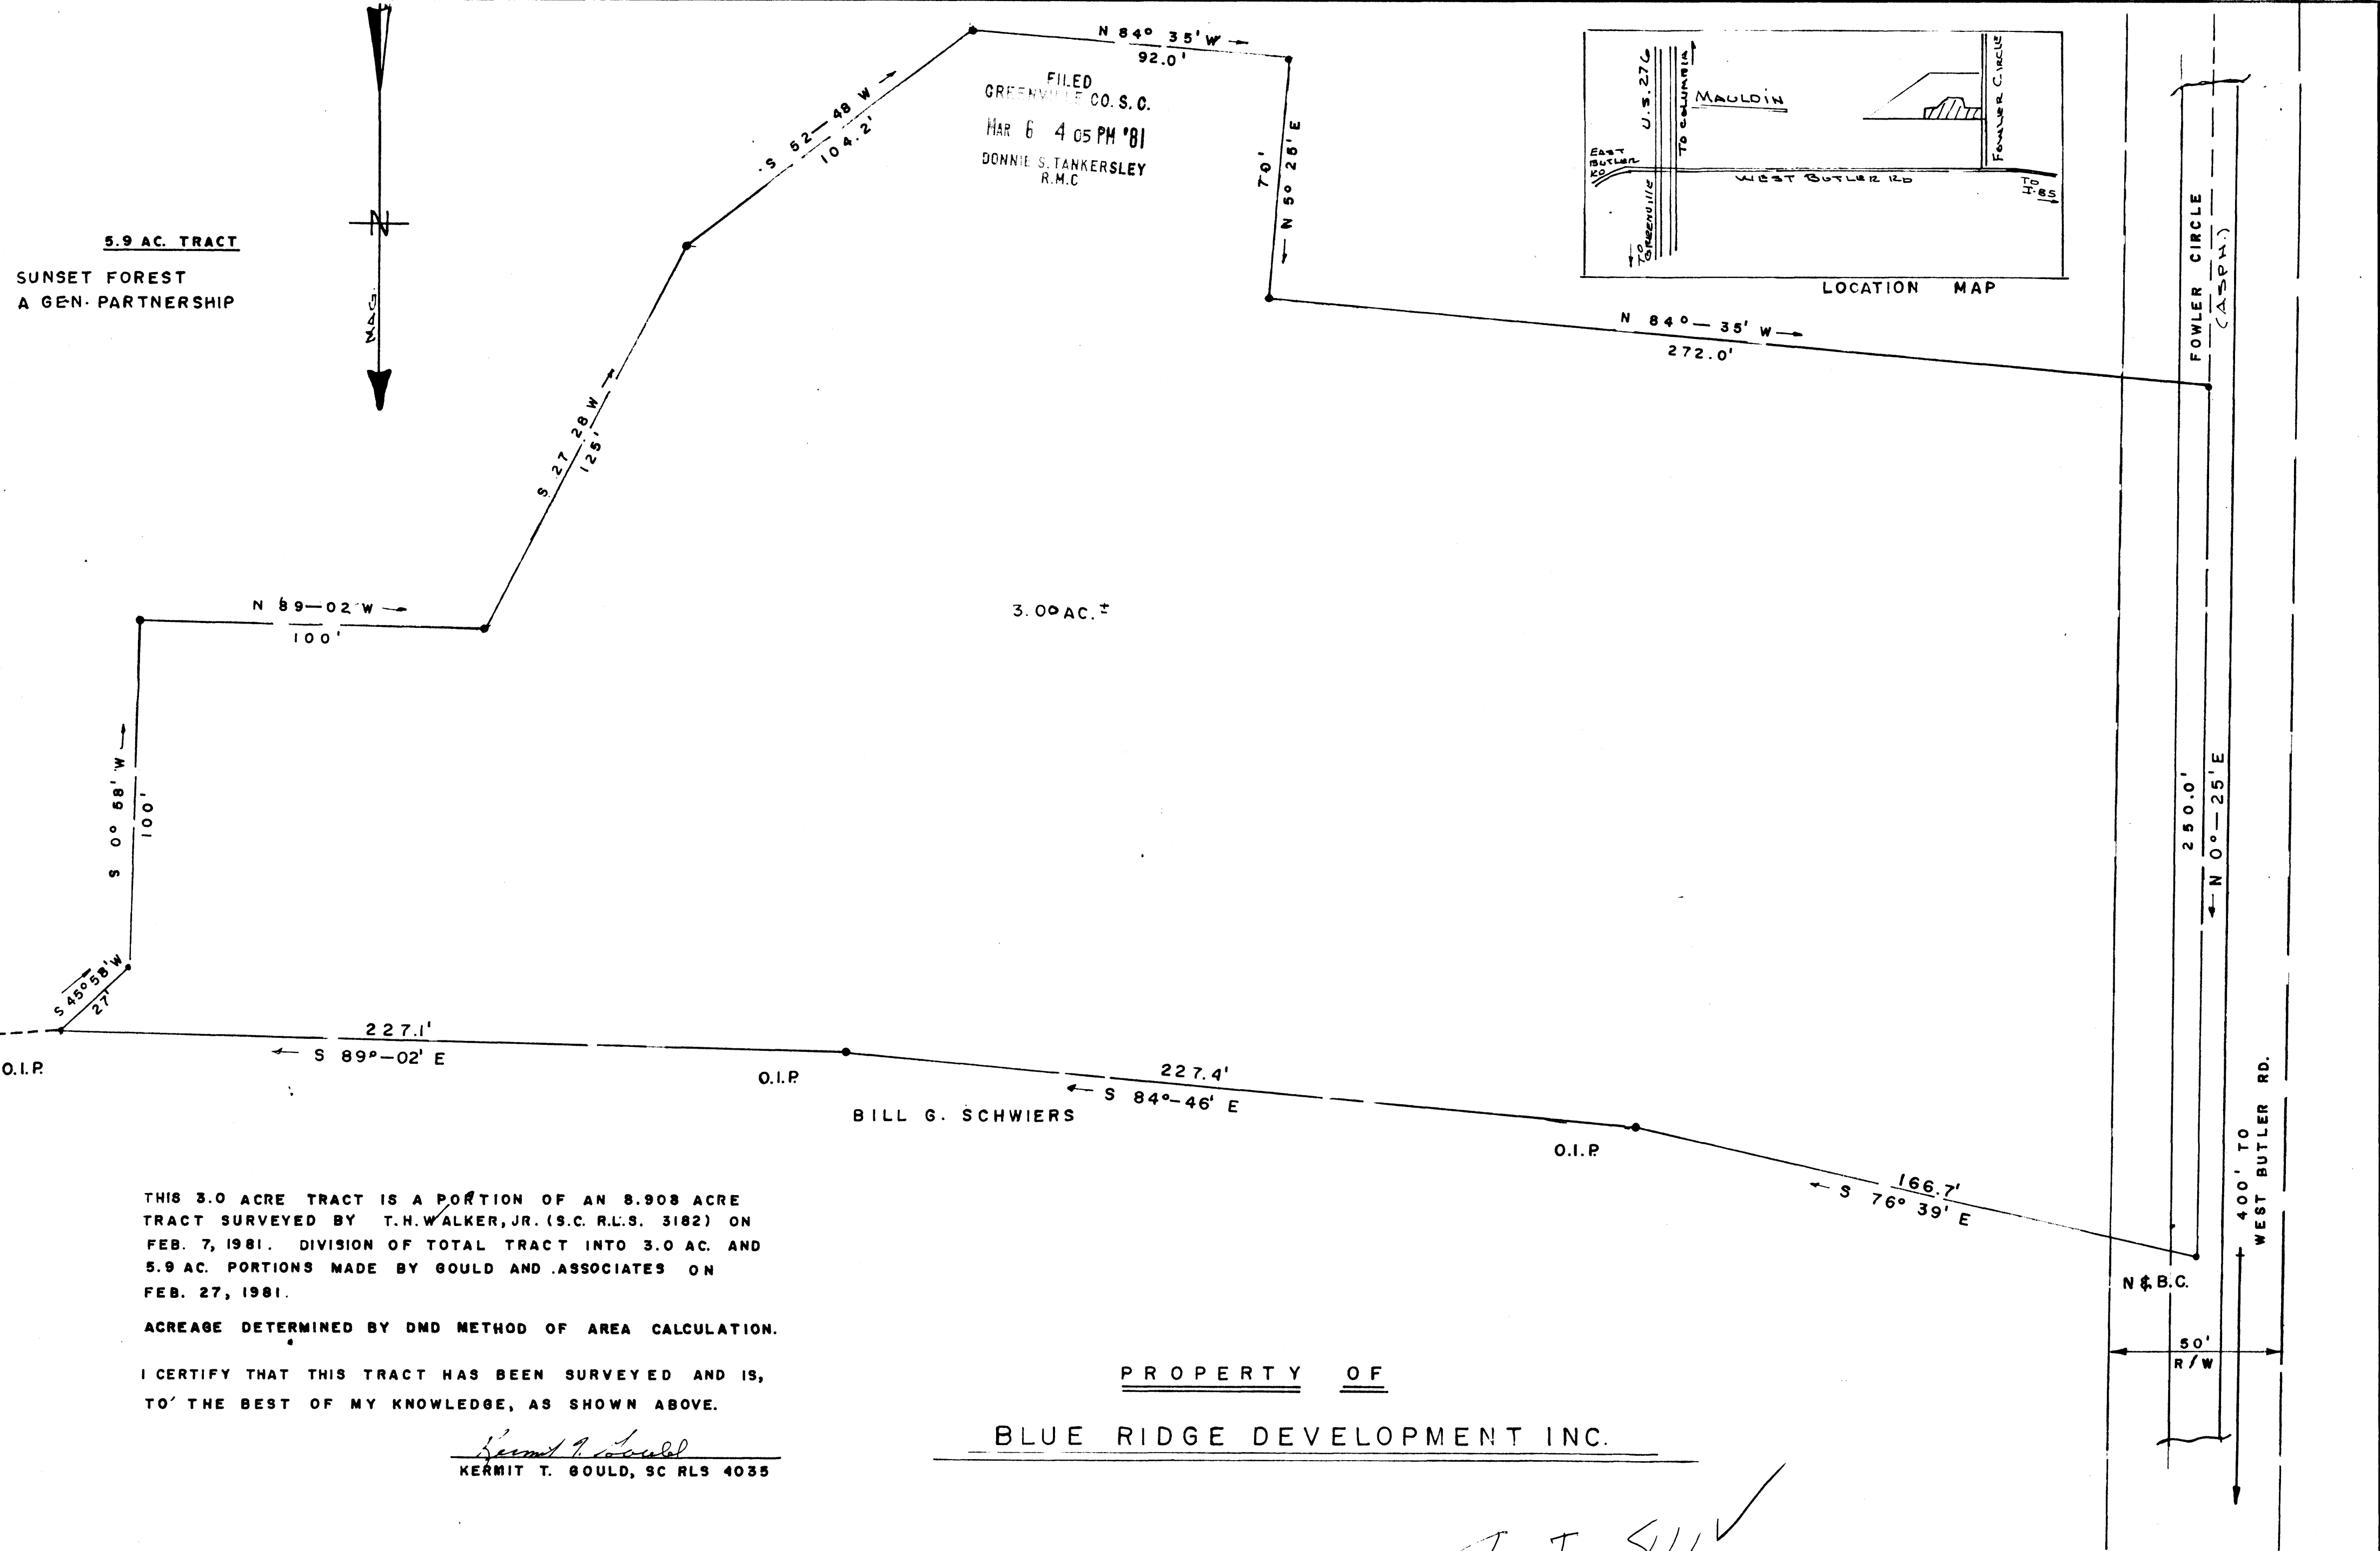 N 84° 35' W
92.0'
FILED
GREENVILLE CO. S. C.
MAR 6 4 05 PM '81
DONNIE S. TANKERSLEY
R.M.C
S 52—48 W
104.2'
70'
N 5° 25' E
U.S. 276
TO COLUMBIA
MAULDIN
FOWLER CIRCLE
EAST
BUTLER
RD
WEST BUTLER RD
TO
I-85
TO
GREENVILLE
LOCATION MAP
FOWLER CIRCLE
(ASPH.)
5.9 AC. TRACT
SUNSET FOREST
A GEN. PARTNERSHIP
N
MAG.
N 84°—35' W
272.0'
S 27 28 W
125'
N 89—02 W
100'
3.00 AC. ±
S 0° 58' W
100'
250.0'
N 0°—25' E
S 45° 58' W
27'
227.1'
S 89°—02' E
O.I.P.
O.I.P.
227.4'
S 84°—46' E
BILL G. SCHWIERS
O.I.P.
166.7'
S 76° 39' E
400' TO
WEST BUTLER RD.
N & B.C.
50'
R/W
THIS 3.0 ACRE TRACT IS A PORTION OF AN 8.908 ACRE
TRACT SURVEYED BY T.H. WALKER, JR. (S.C. R.L.S. 3182) ON
FEB. 7, 1981. DIVISION OF TOTAL TRACT INTO 3.0 AC. AND
5.9 AC. PORTIONS MADE BY GOULD AND ASSOCIATES ON
FEB. 27, 1981.
ACREAGE DETERMINED BY DMD METHOD OF AREA CALCULATION.
I CERTIFY THAT THIS TRACT HAS BEEN SURVEYED AND IS,
TO THE BEST OF MY KNOWLEDGE, AS SHOWN ABOVE.
Kermit T. Gould
KERMIT T. GOULD, SC RLS 4035
PROPERTY OF
BLUE RIDGE DEVELOPMENT INC.